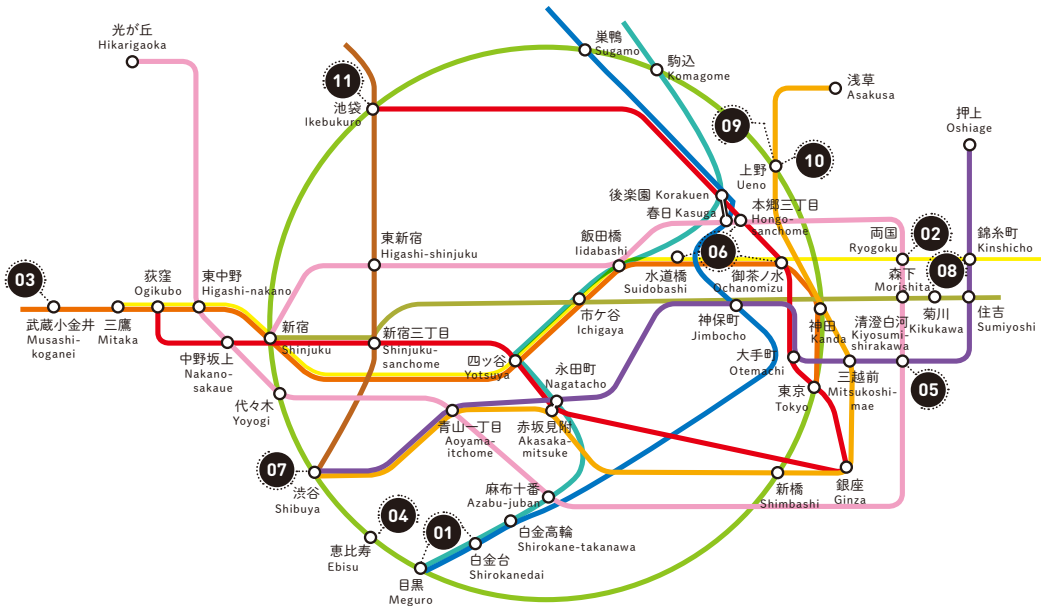 光が丘
Hikarigaoka
巣鴨
Sugamo
駒込
Komagome
11
池袋
Ikebukuro
浅草
Asakusa
押上
Oshiage
09
10
上野
Ueno
後楽園 Korakuen
春日 Kasuga
本郷三丁目
Hongo-
sanchome
東新宿
Higashi-shinjuku
飯田橋
Iidabashi
06
水道橋
Suidobashi
御茶ノ水
Ochanomizu
両国
Ryogoku
02
錦糸町
Kinshicho
森下
Morishita
08
03
武蔵小金井
Musashi-
koganei
三鷹
Mitaka
荻窪
Ogikubo
東中野
Higashi-nakano
新宿
Shinjuku
新宿三丁目
Shinjuku-
sanchome
中野坂上
Nakano-
sakaue
市ケ谷
Ichigaya
神保町
Jimbocho
神田
Kanda
清澄白河
Kiyosumi-
shirakawa
菊川
Kikukawa
住吉
Sumiyoshi
四ッ谷
Yotsuya
永田町
Nagatacho
大手町
Otemachi
三越前
Mitsukoshi-
mae
05
代々木
Yoyogi
東京
Tokyo
青山一丁目
Aoyama-
itchome
赤坂見附
Akasaka-
mitsuke
07
渋谷
Shibuya
新橋
Shimbashi
銀座
Ginza
麻布十番
Azabu-juban
04
恵比寿
Ebisu
01
白金高輪
Shirokane-takanawa
白金台
Shirokanedai
目黒
Meguro